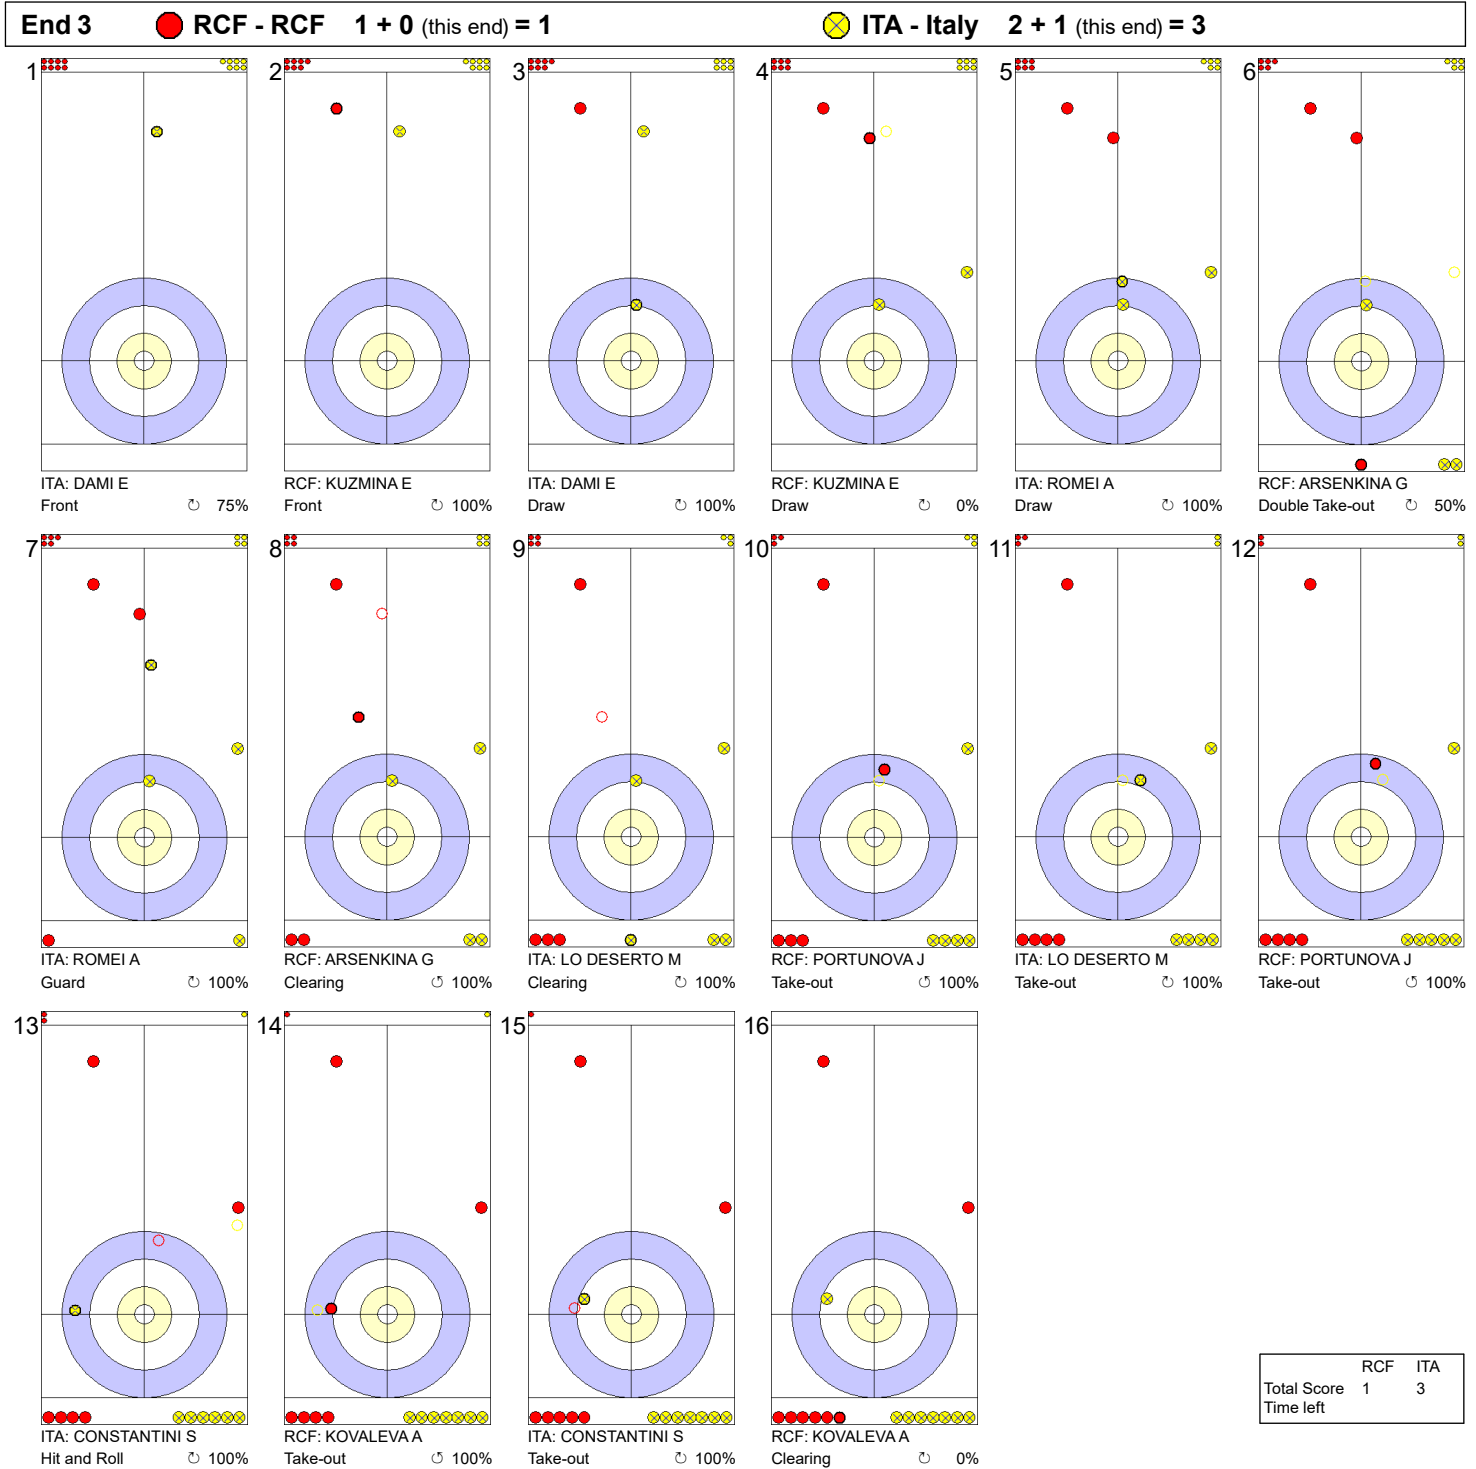 End 3 RCF - RCF 1 + 0 (this end) = 1 ITA - Italy 2 + 1 (this end) = 3
1 2 3 4 5 6
ITA: DAMI E RCF: KUZMINA E ITA: DAMI E RCF: KUZMINA E ITA: ROMEI A RCF: ARSENKINA G
Front ↻ 75% Front ↻ 100% Draw ↻ 100% Draw ↻ 0% Draw ↻ 100% Double Take-out ↻ 50%
7 8 9 10 11 12
ITA: ROMEI A RCF: ARSENKINA G ITA: LO DESERTO M RCF: PORTUNOVA J ITA: LO DESERTO M RCF: PORTUNOVA J
Guard ↻ 100% Clearing ↻ 100% Clearing ↻ 100% Take-out ↻ 100% Take-out ↻ 100% Take-out ↻ 100%
13 14 15 16
ITA: CONSTANTINI S RCF: KOVALEVA A ITA: CONSTANTINI S RCF: KOVALEVA A
Hit and Roll ↻ 100% Take-out ↻ 100% Take-out ↻ 100% Clearing ↻ 0%
RCF ITA
Total Score 1 3
Time left